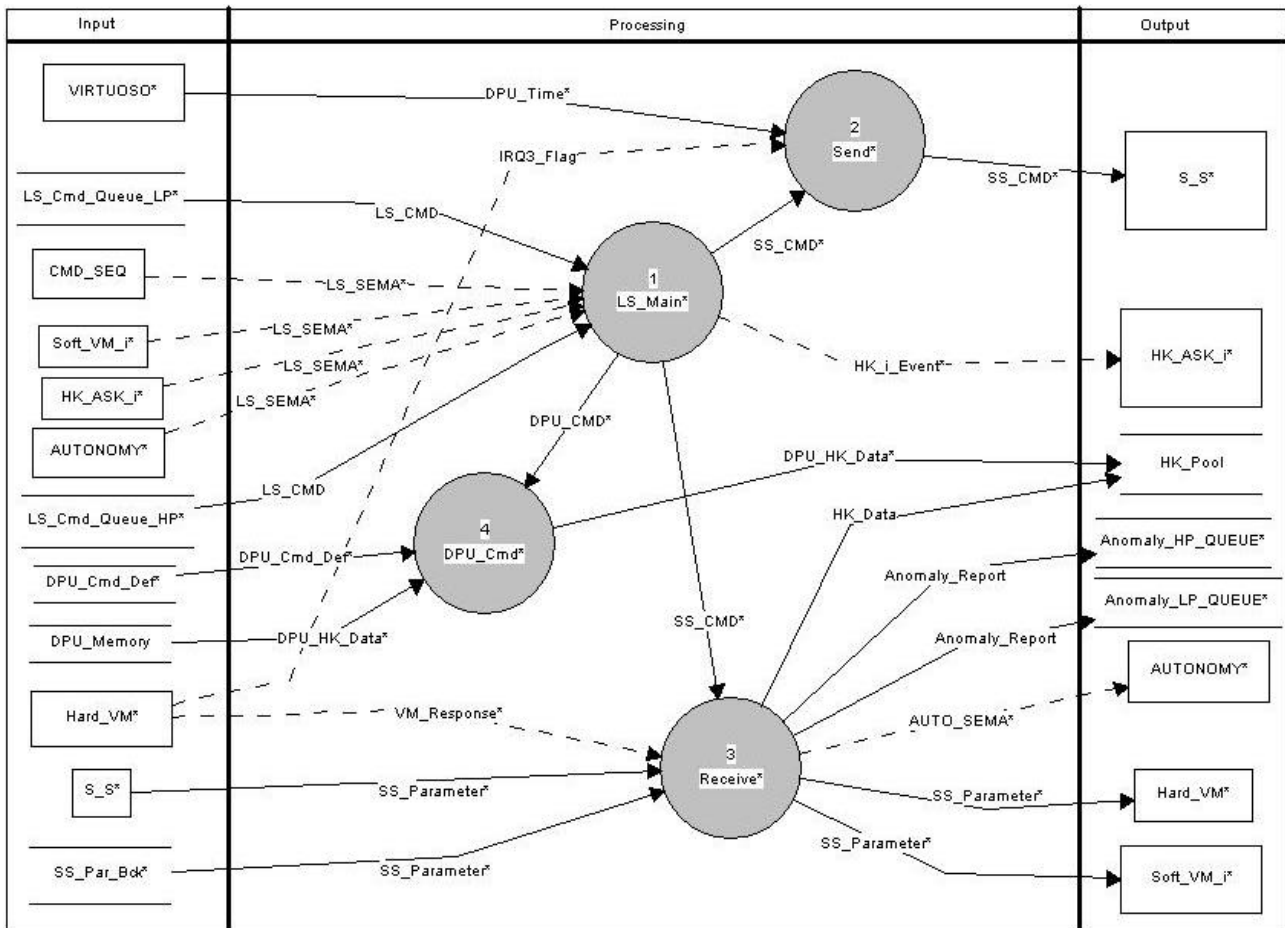 Input
Processing
Output
VIRTUOSO*
DPU_Time*
2
Send*
IRQ3_Flag
SS_CMD*
S_S*
LS_Cmd_Queue_LP*
LS_CMD
SS_CMD*
CMD_SEQ
LS_SEMA*
1
LS_Main*
Soft_VM_i*
LS_SEMA*
HK_ASK_i*
LS_SEMA*
HK_i_Event*
HK_ASK_i*
LS_SEMA*
AUTONOMY*
DPU_CMD*
DPU_HK_Data*
HK_Pool
LS_CMD
LS_Cmd_Queue_HP*
HK_Data
4
DPU_Cmd*
Anomaly_HP_QUEUE*
DPU_Cmd_Def*
DPU_Cmd_Def*
Anomaly_Report
Anomaly_LP_QUEUE*
SS_CMD*
DPU_Memory
DPU_HK_Data*
Anomaly_Report
AUTONOMY*
Hard_VM*
VM_Response*
AUTO_SEMA*
3
Receive*
S_S*
SS_Parameter*
SS_Parameter*
Hard_VM*
SS_Parameter*
SS_Par_Bck*
SS_Parameter*
Soft_VM_i*